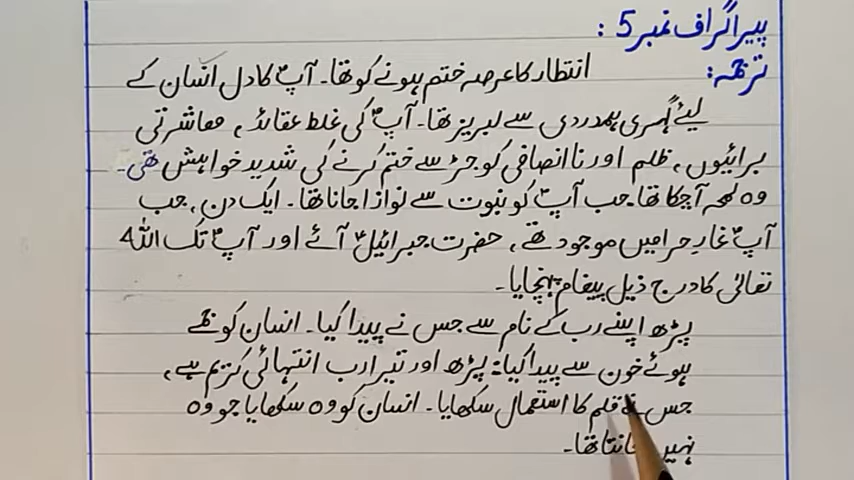 پیراگراف نمبر 5 :
ترجمہ:
انتظار کا عرصہ ختم ہونے کو تھا۔ آپؐ کا دل انسان کے
لیئے گہری ہمدردی سے لبریز تھا۔ آپؐ کی غلط عقائد، معاشرتی
برائیوں، ظلم اور ناانصافی کو جڑ سے ختم کرنے کی شدید خواہش تھی۔
وہ لمحہ آچکا تھا جب آپؐ کو نبوت سے نوازا جانا تھا۔ ایک دن، جب
آپؐ غارِ حرا میں موجود تھے، حضرت جبرائیلؑ آئے اور آپؐ تک اللہ
تعالیٰ کا درج ذیل پیغام پہنچایا۔
پڑھ اپنے رب کے نام سے جس نے پیدا کیا۔ انسان کو جمے
ہوئے خون سے پیدا کیا: پڑھ اور تیرا رب انتہائی کریم ہے،
جس نے قلم کا استعمال سکھایا۔ انسان کو وہ سکھایا جو وہ
نہیں جانتا تھا۔